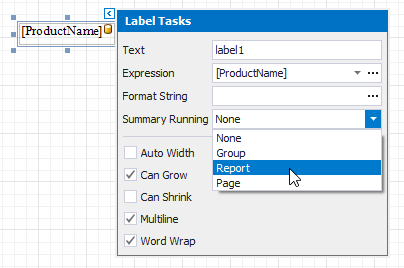 Label Tasks
[ProductName]
Text label1
Expression [ProductName]
Format String
Summary Running None
None
Group
Report
Page
Auto Width
Can Grow
Can Shrink
Multiline
Word Wrap